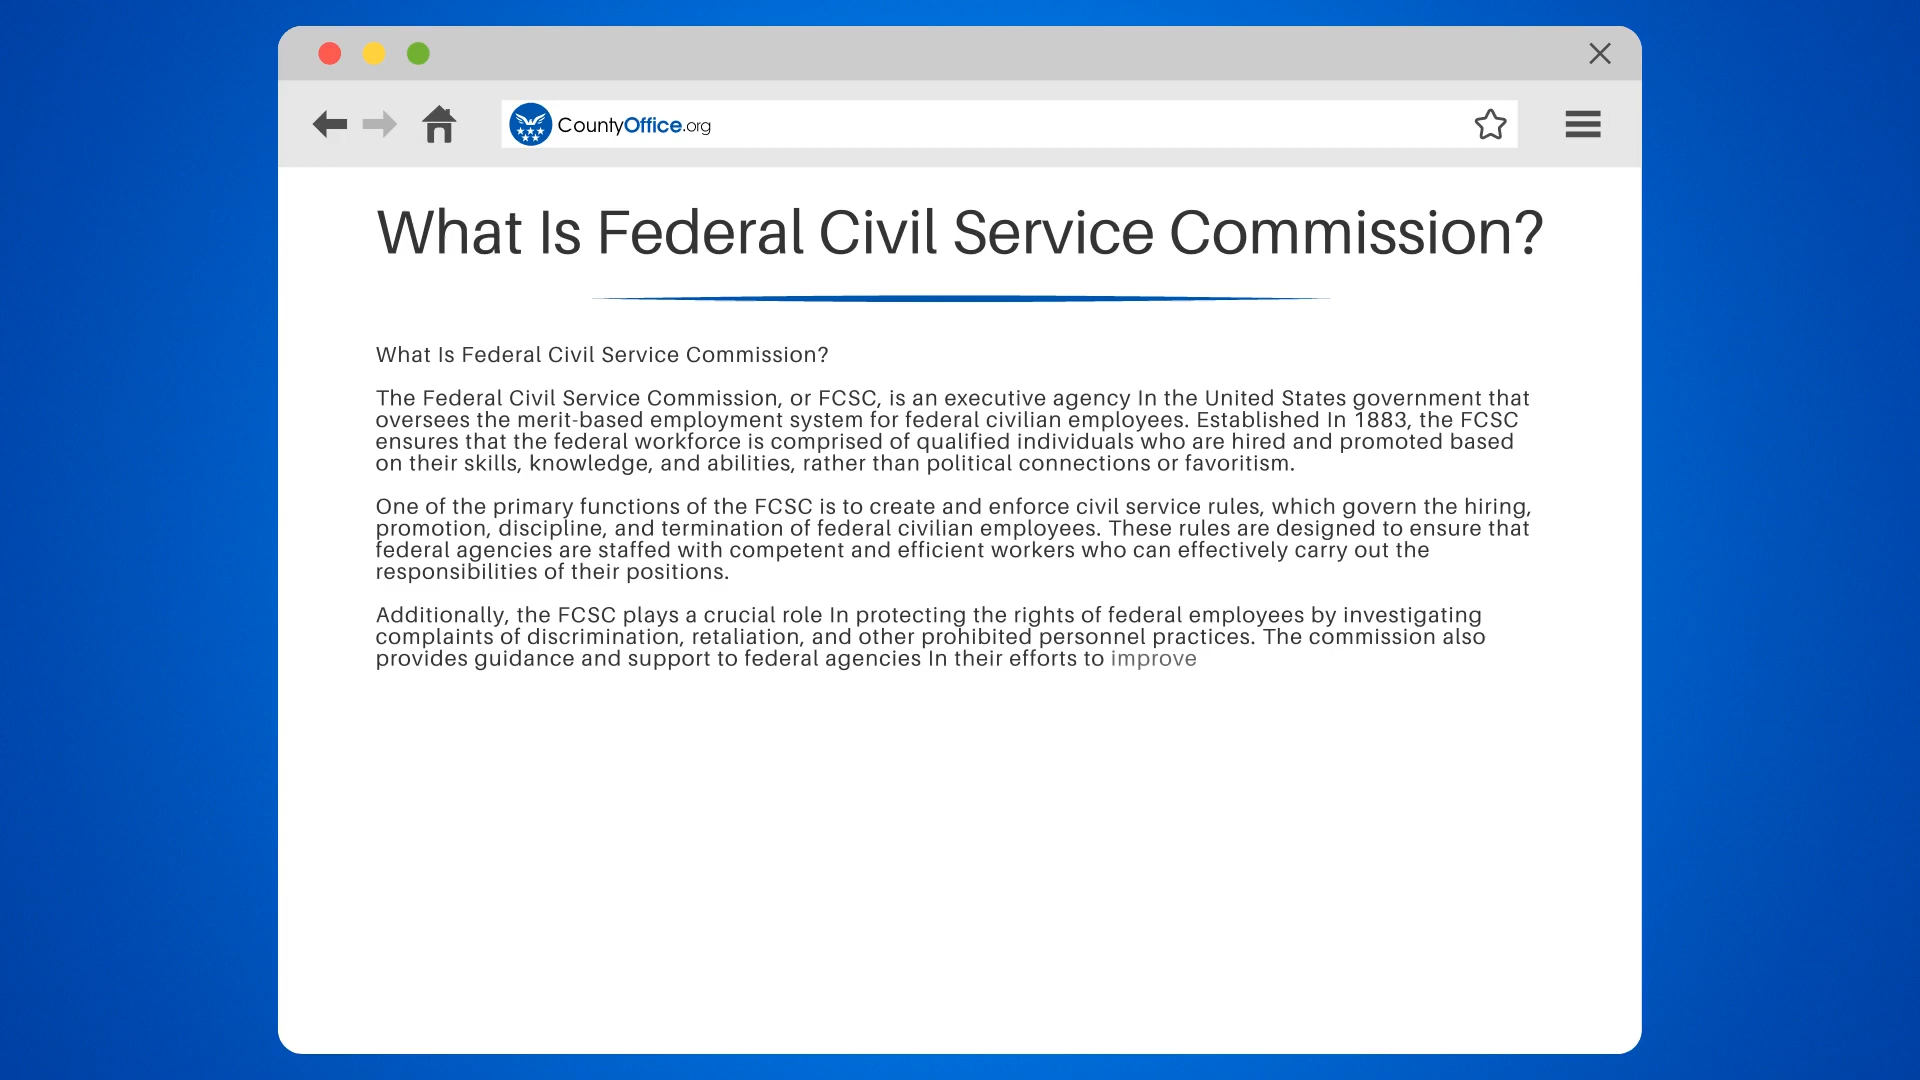 CountyOffice.org
What Is Federal Civil Service Commission?
What Is Federal Civil Service Commission?
The Federal Civil Service Commission, or FCSC, is an executive agency In the United States government that
oversees the merit-based employment system for federal civilian employees. Established In 1883, the FCSC
ensures that the federal workforce is comprised of qualified individuals who are hired and promoted based
on their skills, knowledge, and abilities, rather than political connections or favoritism.
One of the primary functions of the FCSC is to create and enforce civil service rules, which govern the hiring,
promotion, discipline, and termination of federal civilian employees. These rules are designed to ensure that
federal agencies are staffed with competent and efficient workers who can effectively carry out the
responsibilities of their positions.
Additionally, the FCSC plays a crucial role In protecting the rights of federal employees by investigating
complaints of discrimination, retaliation, and other prohibited personnel practices. The commission also
provides guidance and support to federal agencies In their efforts to improve